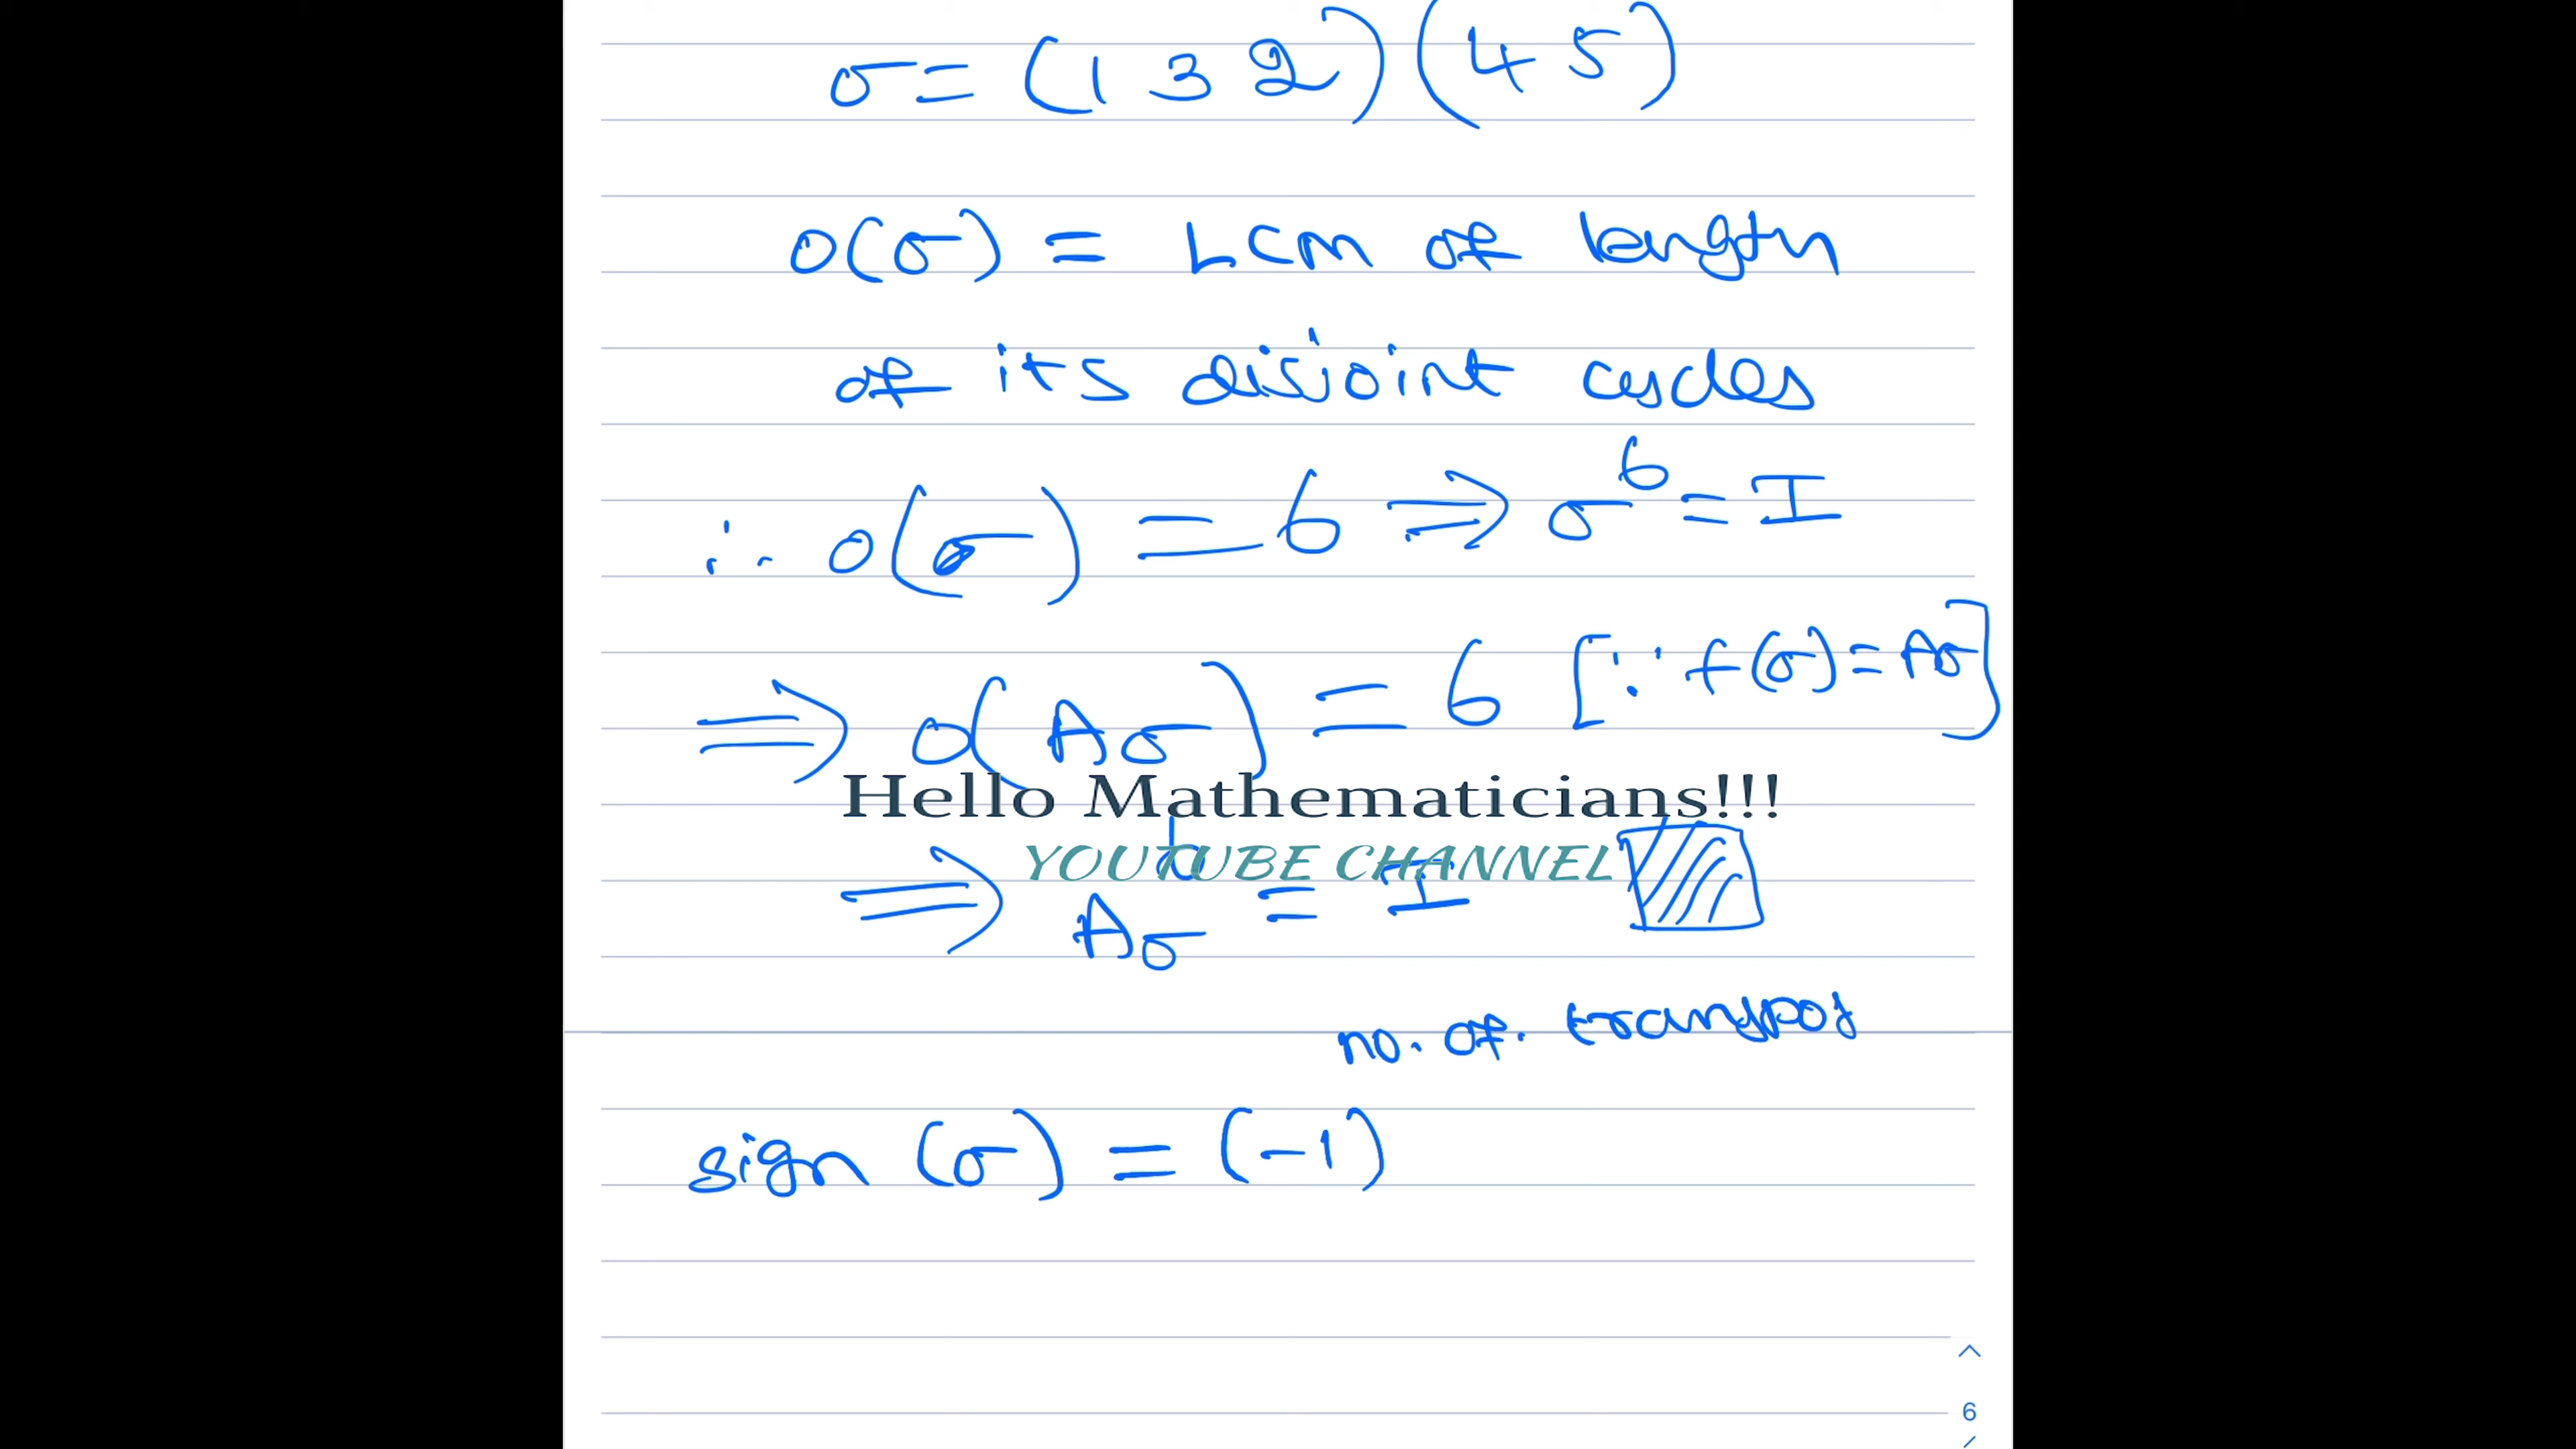 σ = (1 3 2) (4 5)
o(σ) = LCM of length
of its disjoint cycles
∴ o(σ) = 6 ⇒ σ⁶ = I
⇒ o(Aσ) = 6 [∵ f(σ) = Aσ]
Hello Mathematicians!!!
YOUTUBE CHANNEL
⇒ Aσ⁶ = I
no. of. transpos
sign (σ) = (-1)
6